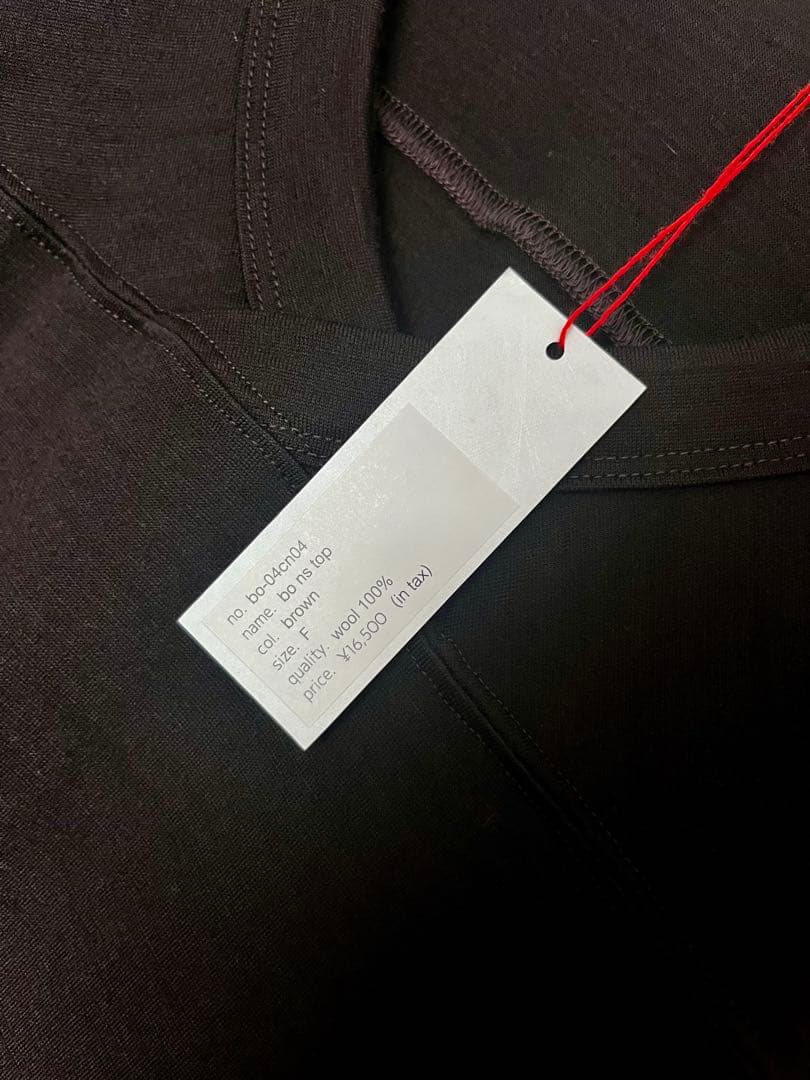 no. bo-04cn04
name. bo ns top
col. brown
size. F
quality. wool 100%
price. ¥16,500 (in tax)